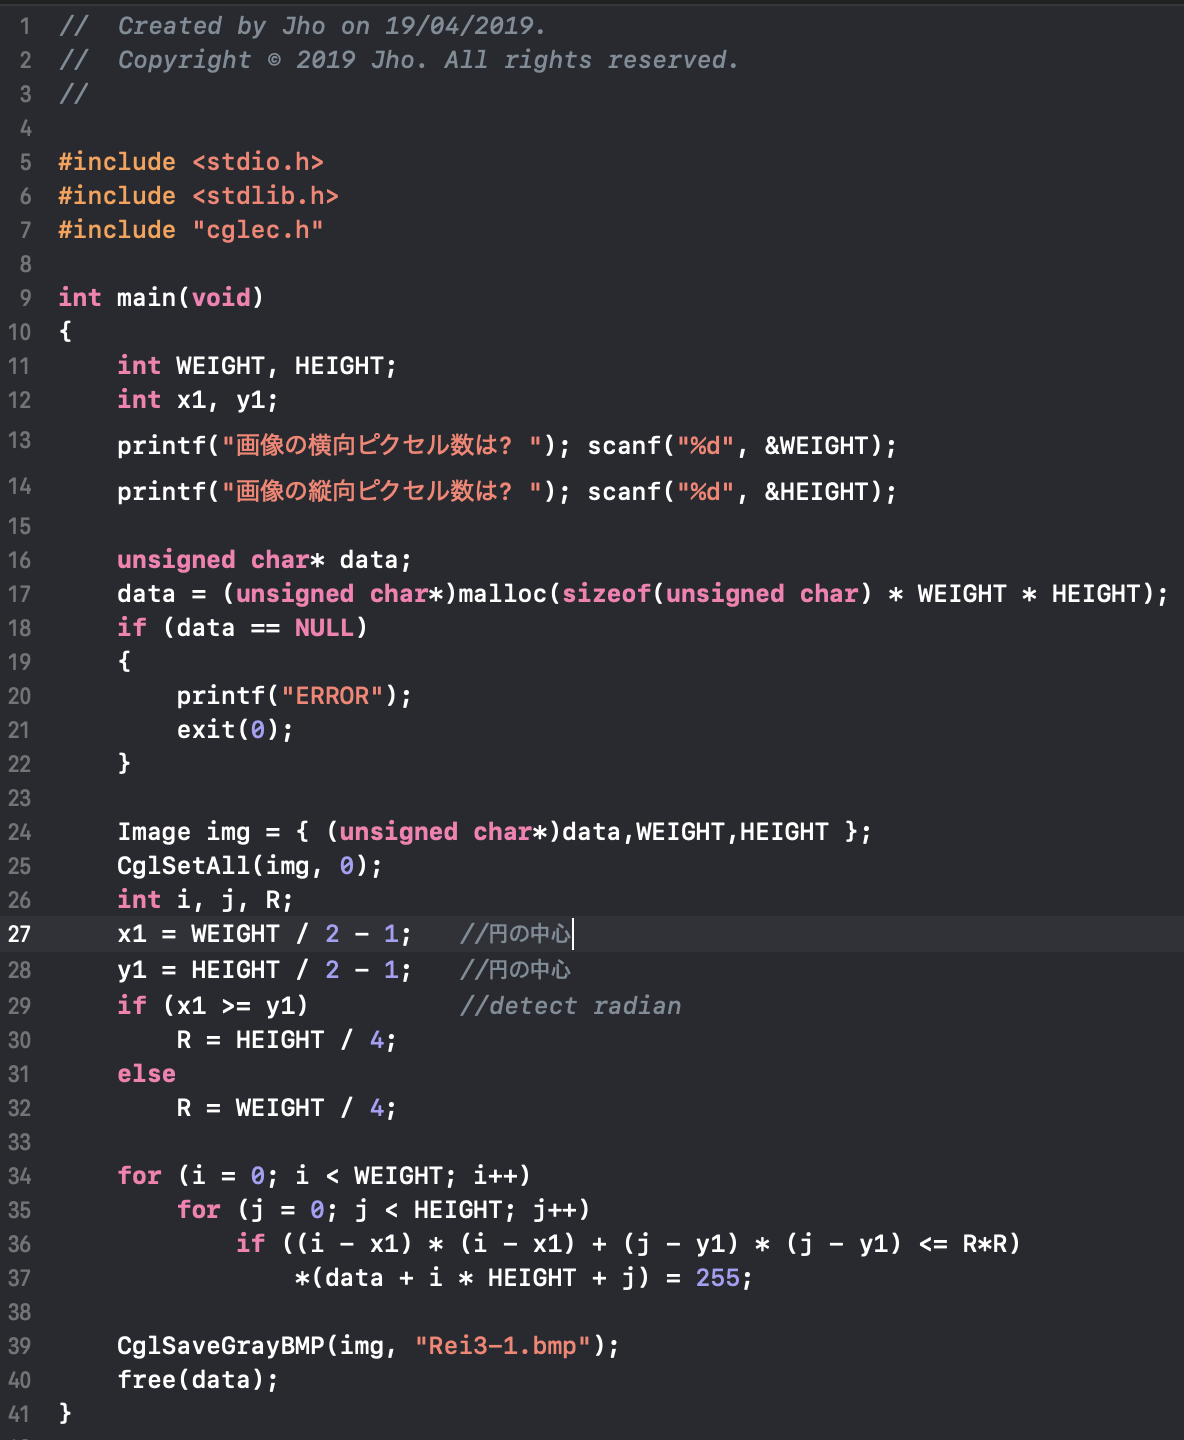 1 //  Created by Jho on 19/04/2019.
2 //  Copyright © 2019 Jho. All rights reserved.
3 //
4
5 #include <stdio.h>
6 #include <stdlib.h>
7 #include "cglec.h"
8
9 int main(void)
10 {
11     int WEIGHT, HEIGHT;
12     int x1, y1;
13     printf("画像の横向ピクセル数は? "); scanf("%d", &WEIGHT);
14     printf("画像の縦向ピクセル数は? "); scanf("%d", &HEIGHT);
15
16     unsigned char* data;
17     data = (unsigned char*)malloc(sizeof(unsigned char) * WEIGHT * HEIGHT);
18     if (data == NULL)
19     {
20         printf("ERROR");
21         exit(0);
22     }
23
24     Image img = { (unsigned char*)data,WEIGHT,HEIGHT };
25     CglSetAll(img, 0);
26     int i, j, R;
27     x1 = WEIGHT / 2 - 1;   //円の中心
28     y1 = HEIGHT / 2 - 1;   //円の中心
29     if (x1 >= y1)          //detect radian
30         R = HEIGHT / 4;
31     else
32         R = WEIGHT / 4;
33
34     for (i = 0; i < WEIGHT; i++)
35         for (j = 0; j < HEIGHT; j++)
36             if ((i - x1) * (i - x1) + (j - y1) * (j - y1) <= R*R)
37                 *(data + i * HEIGHT + j) = 255;
38
39     CglSaveGrayBMP(img, "Rei3-1.bmp");
40     free(data);
41 }